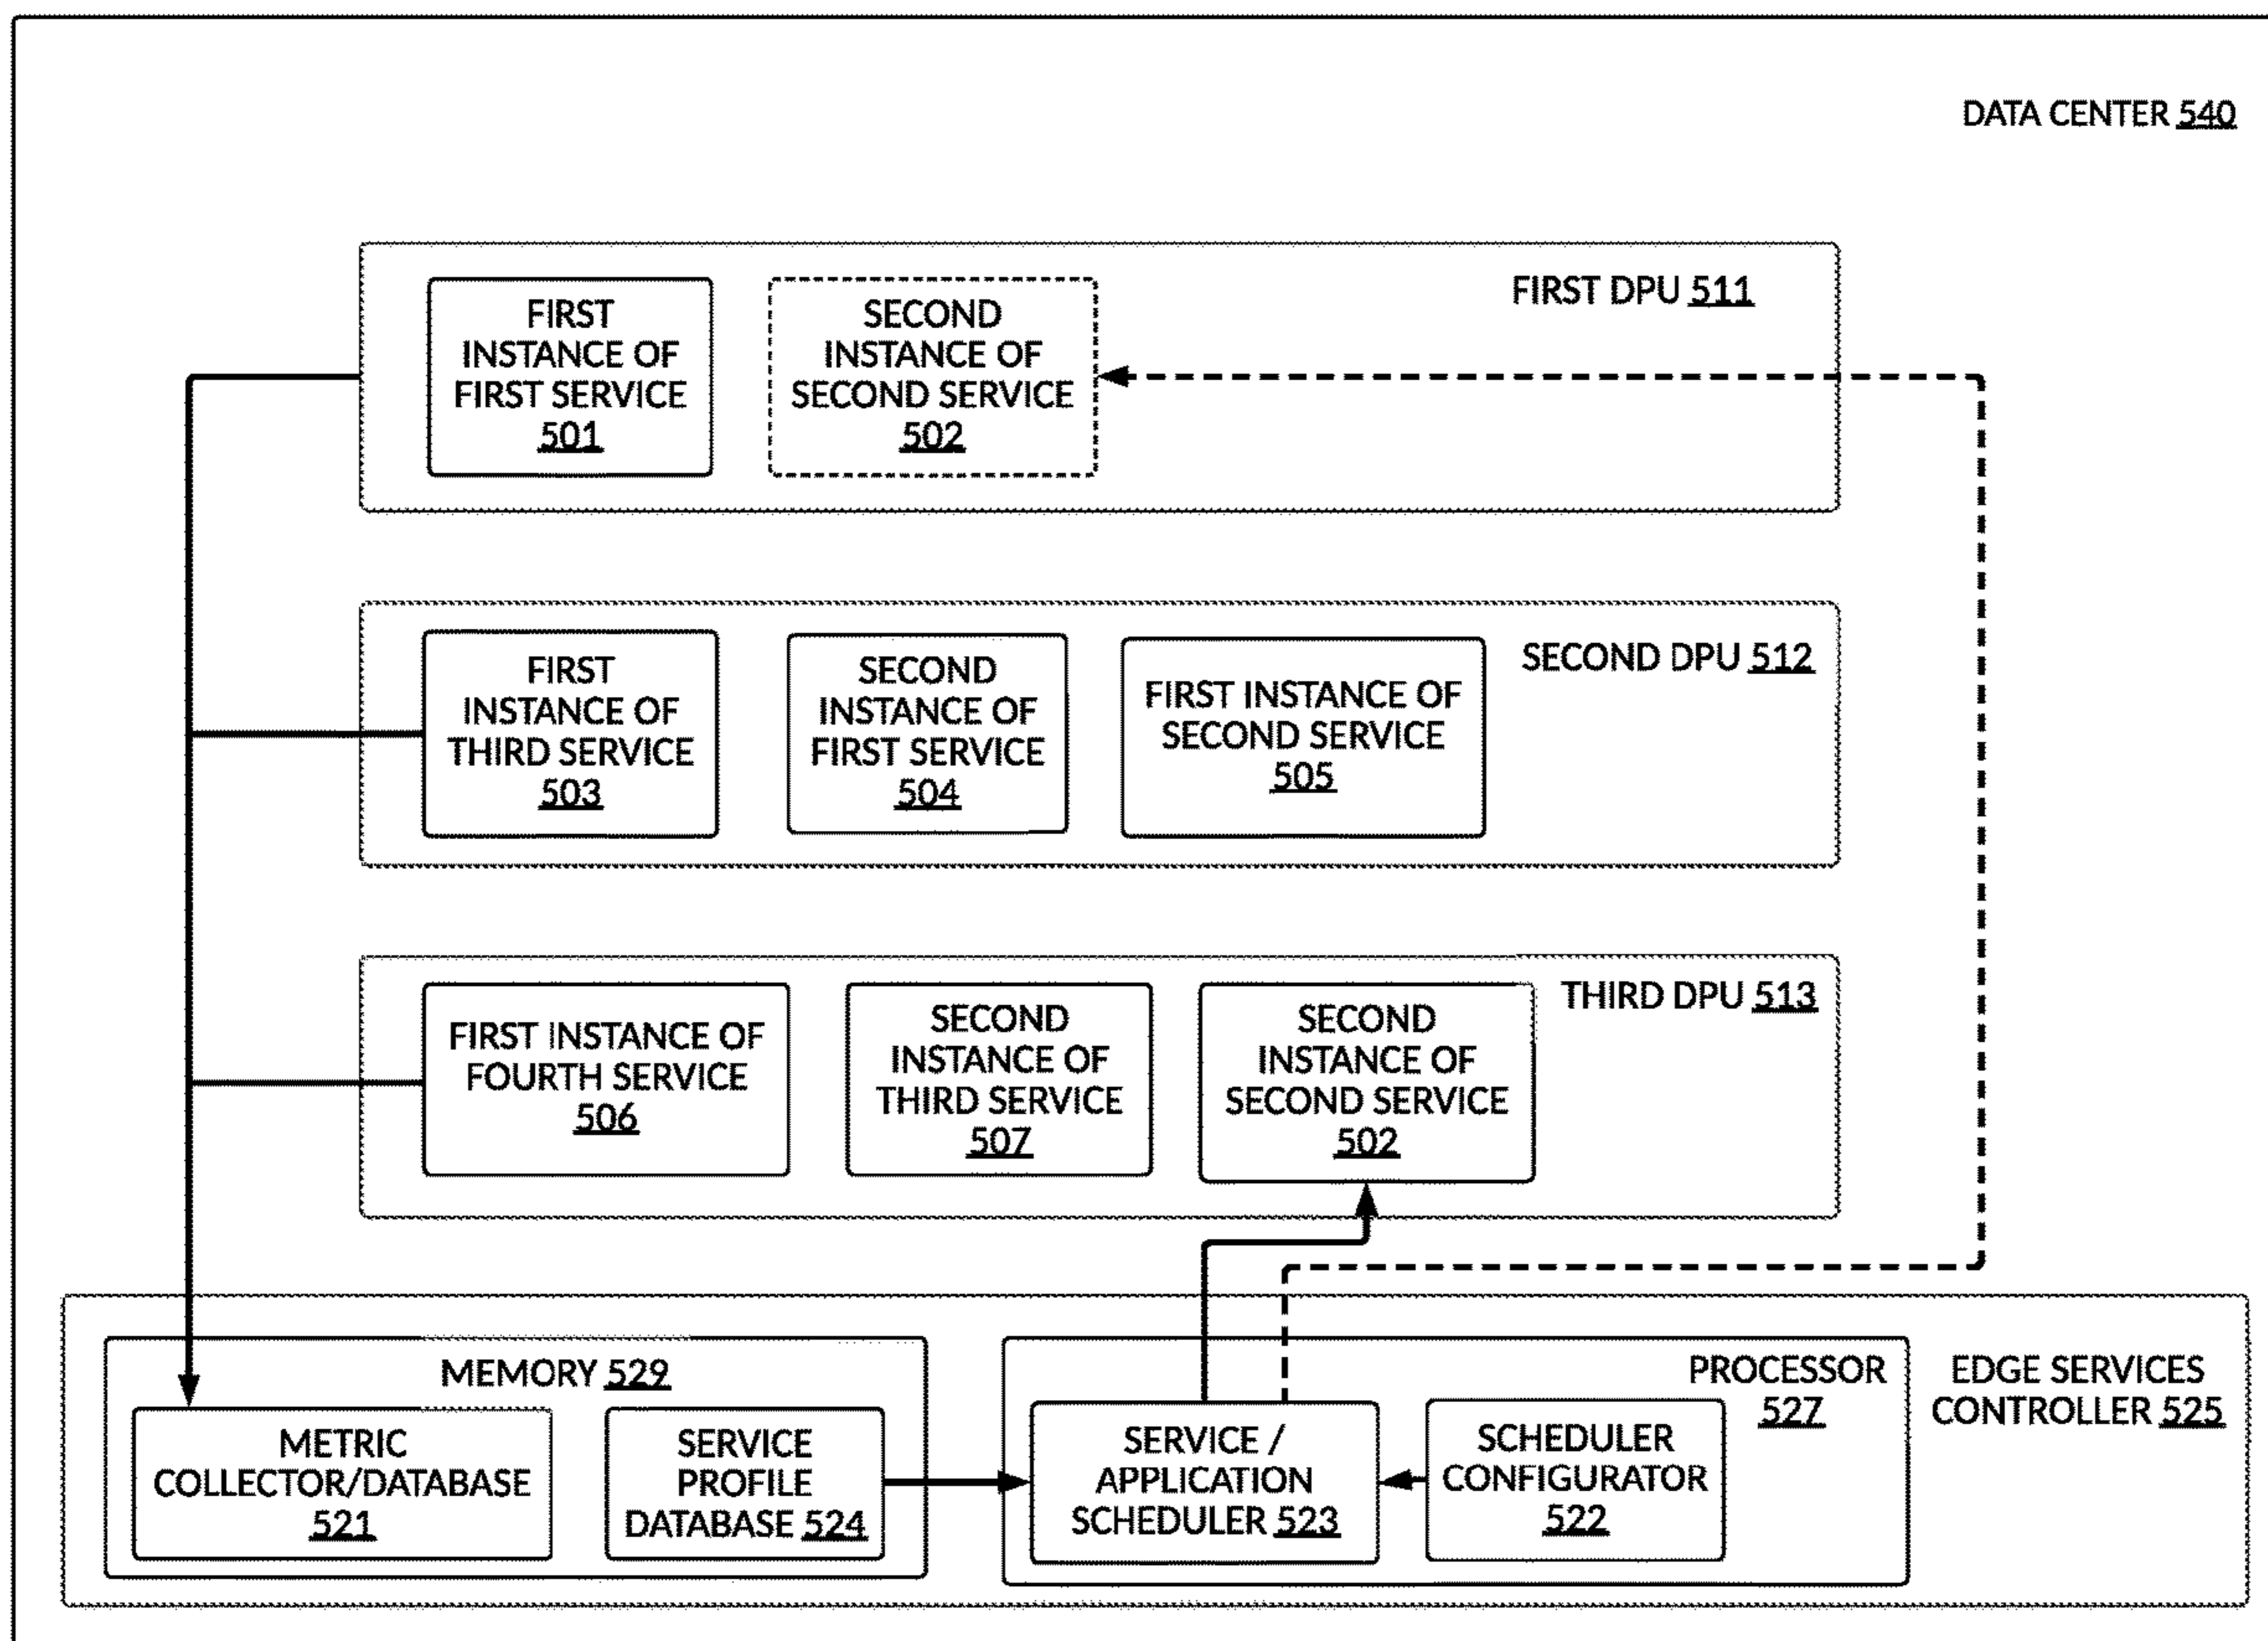 DATA CENTER 540
FIRST
INSTANCE OF
FIRST SERVICE
501
SECOND
INSTANCE OF
SECOND SERVICE
502
FIRST DPU 511
FIRST
INSTANCE OF
THIRD SERVICE
503
SECOND
INSTANCE OF
FIRST SERVICE
504
FIRST INSTANCE OF
SECOND SERVICE
505
SECOND DPU 512
FIRST INSTANCE OF
FOURTH SERVICE
506
SECOND
INSTANCE OF
THIRD SERVICE
507
SECOND
INSTANCE OF
SECOND SERVICE
502
THIRD DPU 513
MEMORY 529
METRIC
COLLECTOR/DATABASE
521
SERVICE
PROFILE
DATABASE 524
PROCESSOR
527
SERVICE /
APPLICATION
SCHEDULER 523
SCHEDULER
CONFIGURATOR
522
EDGE SERVICES
CONTROLLER 525